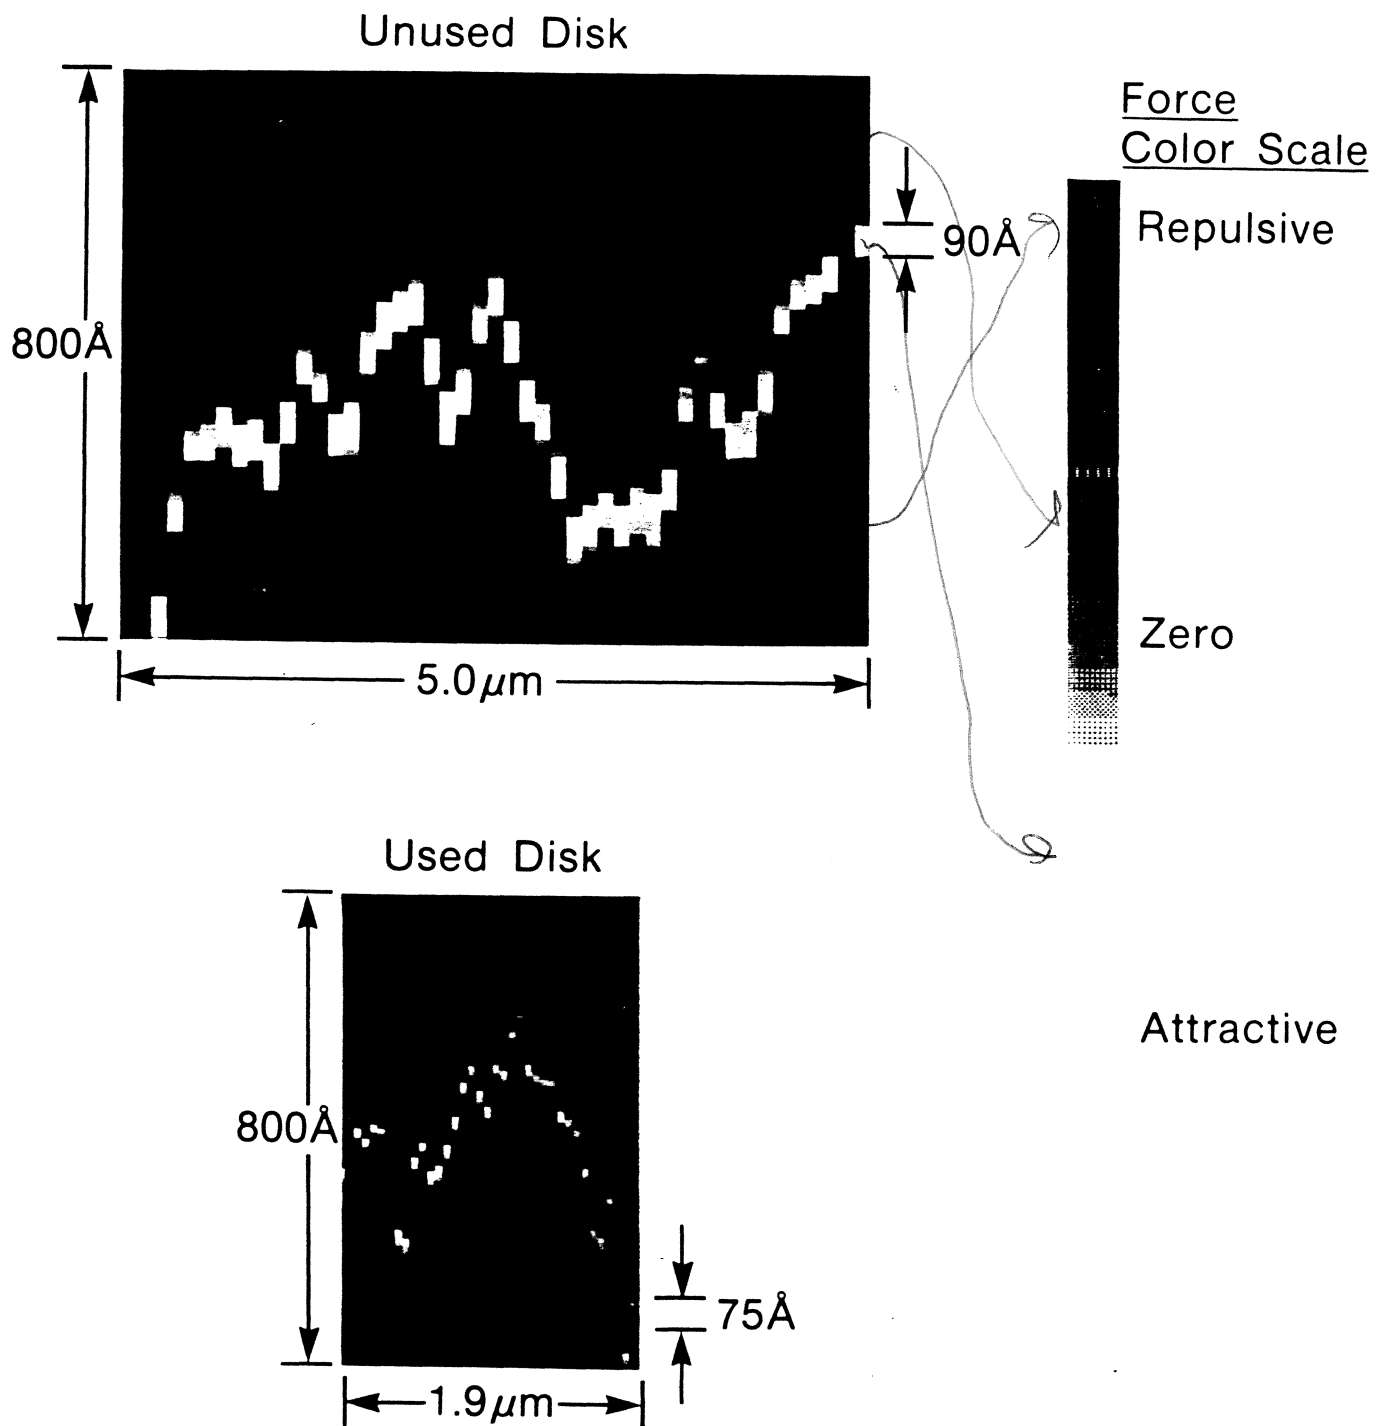 Unused Disk
Force
Color Scale
Repulsive
90Å
800Å
Zero
5.0μm
Used Disk
Attractive
800Å
75Å
1.9μm